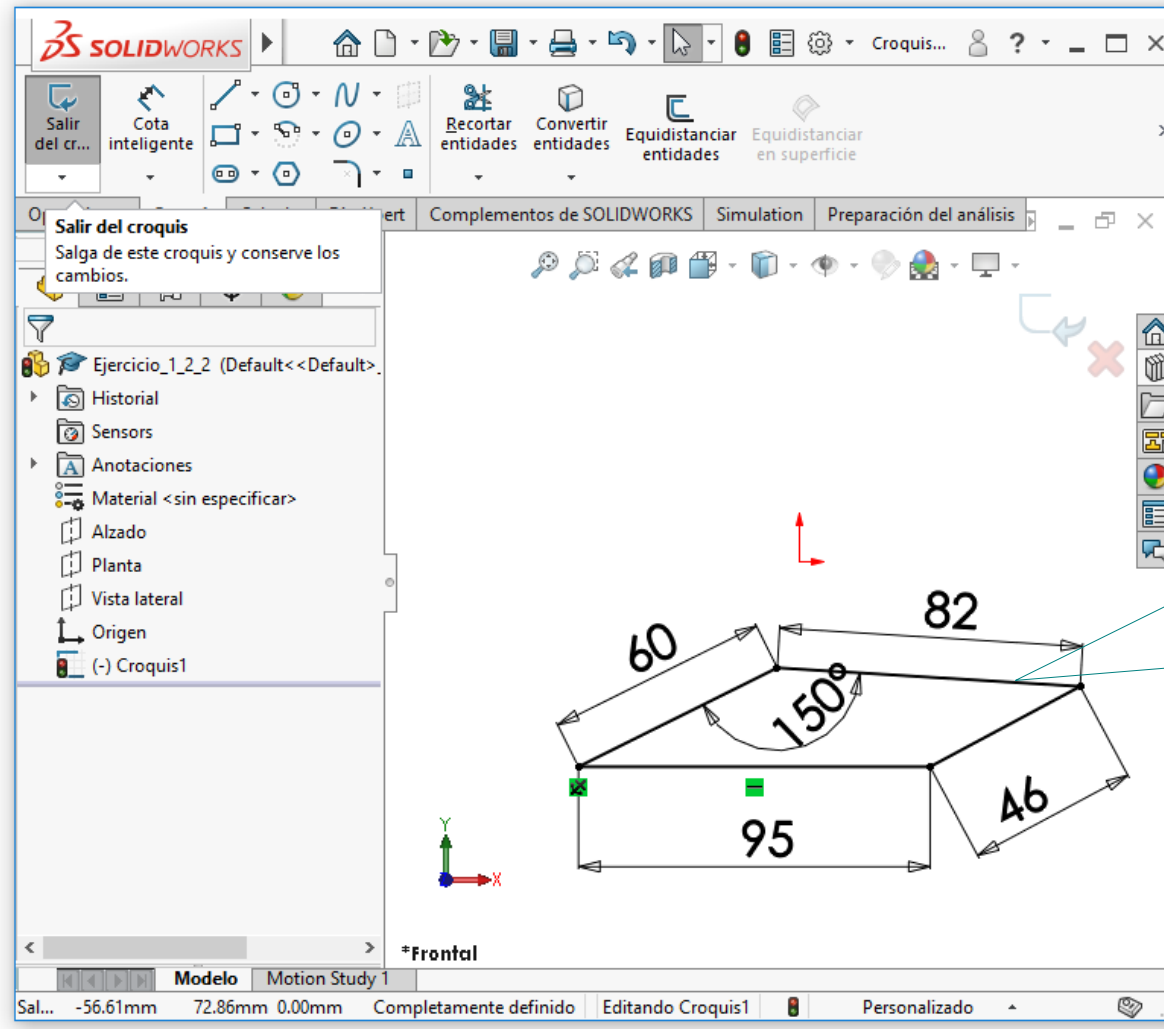 SOLIDWORKS
Croquis...
?
Salir
del cr...
Cota
inteligente
Recortar
entidades
Convertir
entidades
Equidistanciar
entidades
Equidistanciar
en superficie
Complementos de SOLIDWORKS
Simulation
Preparación del análisis
Salir del croquis
Salga de este croquis y conserve los
cambios.
Ejercicio_1_2_2 (Default<<Default>_
Historial
Sensors
Anotaciones
Material <sin especificar>
Alzado
Planta
Vista lateral
Origen
(-) Croquis1
82
60
150°
46
95
Y
X
*Frontal
Modelo
Motion Study 1
Sal... -56.61mm 72.86mm 0.00mm Completamente definido Editando Croquis1 Personalizado